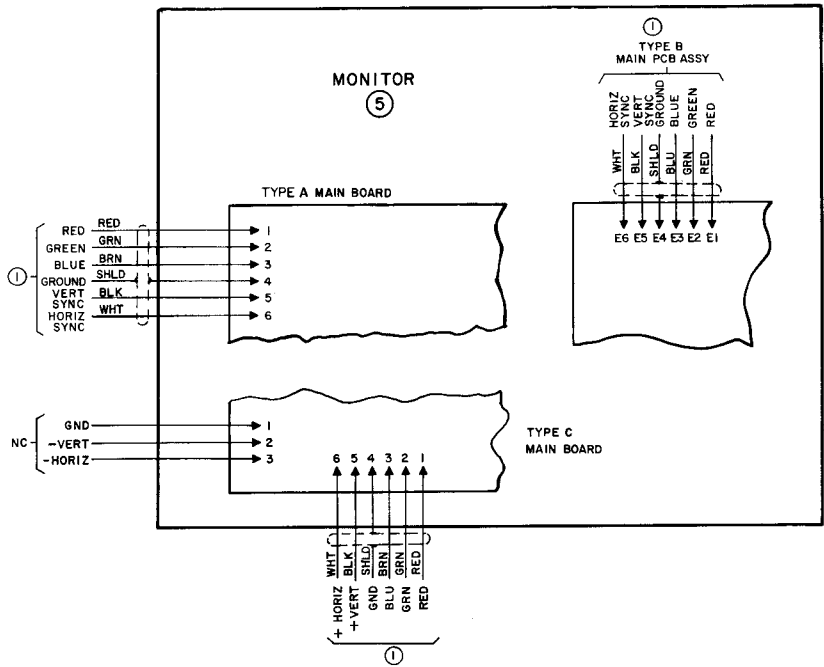 MONITOR
5
1
TYPE B
MAIN PCB ASSY
HORIZ SYNC
VERT SYNC
GROUND
BLUE
GREEN
RED
WHT
BLK
SHLD
BLU
GRN
RED
E6 E5 E4 E3 E2 E1
TYPE A MAIN BOARD
1
RED RED 1
GREEN GRN 2
BLUE BRN 3
GROUND SHLD 4
VERT SYNC BLK 5
HORIZ SYNC WHT 6
NC
GND 1
-VERT 2
-HORIZ 3
6 5 4 3 2 1
TYPE C
MAIN BOARD
WHT
BLK
SHLD
BRN
GRN
RED
+ HORIZ
+ VERT
GND
BLU
GRN
RED
1